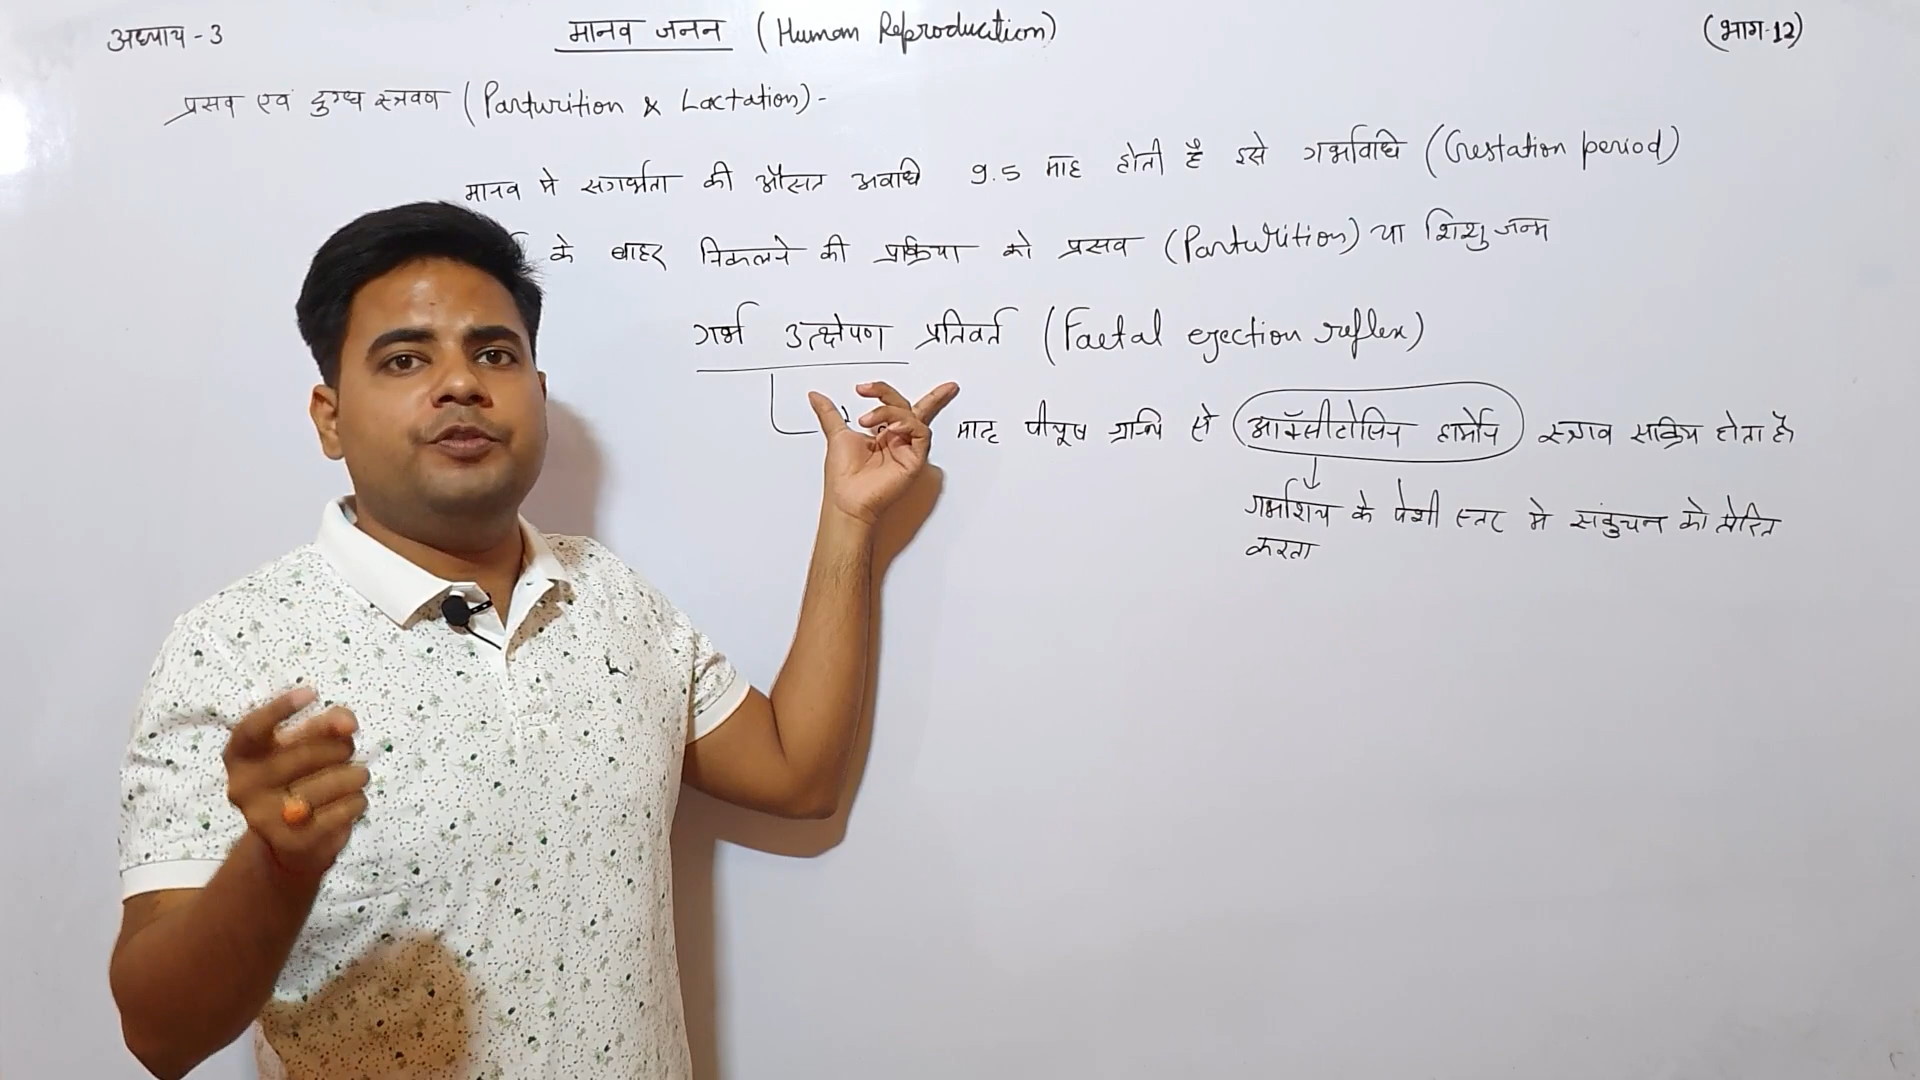 अध्याय - 3
मानव जनन (Human Reproduction)
(भाग-12)
प्रसव एवं दुग्ध स्त्रवण (Parturition & Lactation) -
मानव मे सगर्भता की औसत अवधि 9.5 माह होती है इसे गर्भावधि (Gestation period)
के बाहर निकलने की प्रक्रिया को प्रसव (Parturition) या शिशु जन्म
गर्भ उत्क्षेपण प्रतिवर्त (Faetal ejection reflex)
मातृ पीयूष ग्रन्थि से ऑक्सीटोसिन हार्मोन स्त्राव सक्रिय होता है
गर्भाशय के पेशी स्तर मे संकुचन को प्रेरित
करता